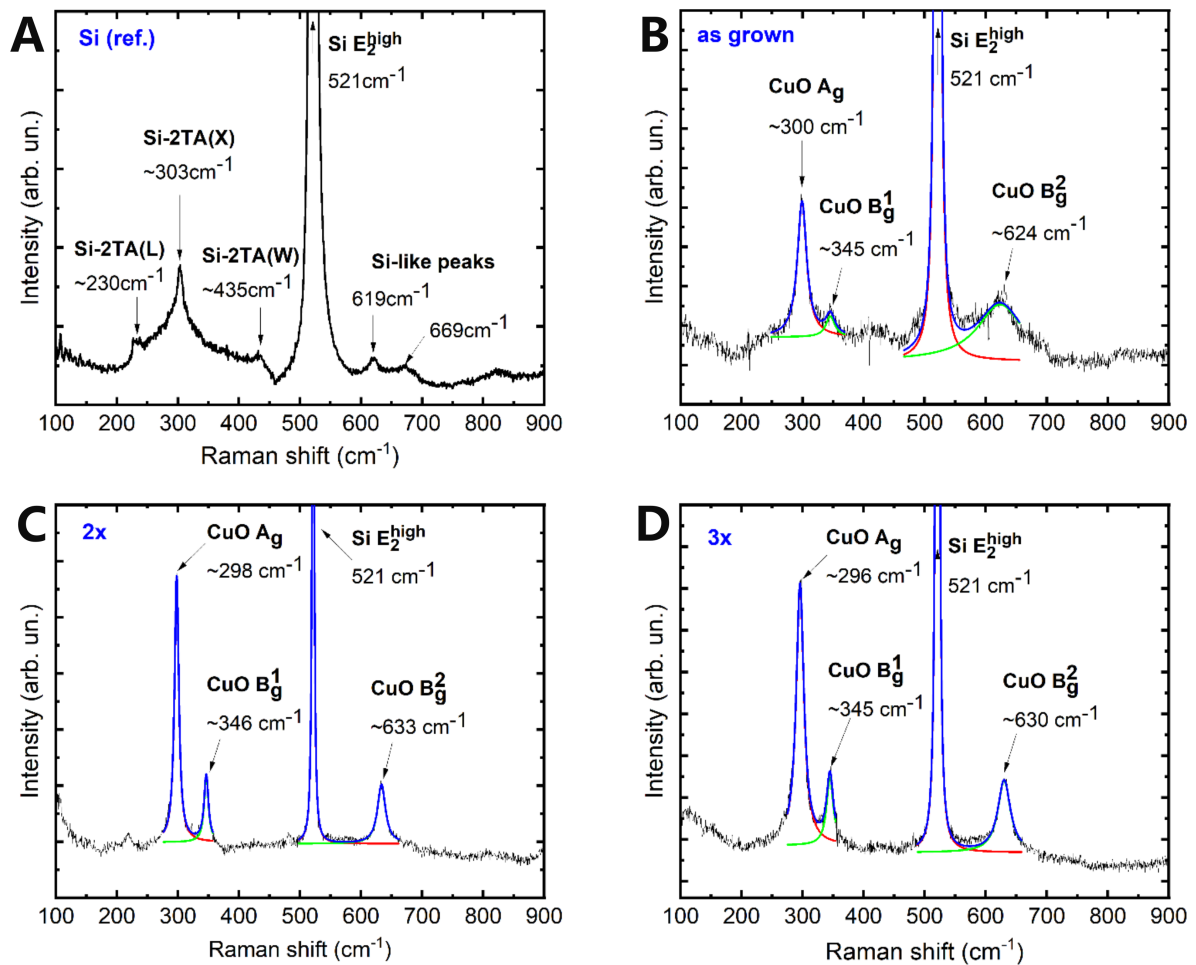 A
Si (ref.)
Si E₂ʰⁱᵍʰ
521cm⁻¹
Si-2TA(X)
~303cm⁻¹
Si-2TA(L)
~230cm⁻¹
Si-2TA(W)
~435cm⁻¹
Si-like peaks
619cm⁻¹
669cm⁻¹
Intensity (arb. un.)
100 200 300 400 500 600 700 800 900
Raman shift (cm⁻¹)
B
as grown
Si E₂ʰⁱᵍʰ
521 cm⁻¹
CuO Ag
~300 cm⁻¹
CuO Bg¹
~345 cm⁻¹
CuO Bg²
~624 cm⁻¹
Intensity (arb. un.)
100 200 300 400 500 600 700 800 900
Raman shift (cm⁻¹)
C
2x
CuO Ag
~298 cm⁻¹
Si E₂ʰⁱᵍʰ
521 cm⁻¹
CuO Bg¹
~346 cm⁻¹
CuO Bg²
~633 cm⁻¹
Intensity (arb. un.)
100 200 300 400 500 600 700 800 900
Raman shift (cm⁻¹)
D
3x
CuO Ag
~296 cm⁻¹
Si E₂ʰⁱᵍʰ
521 cm⁻¹
CuO Bg¹
~345 cm⁻¹
CuO Bg²
~630 cm⁻¹
Intensity (arb. un.)
100 200 300 400 500 600 700 800 900
Raman shift (cm⁻¹)